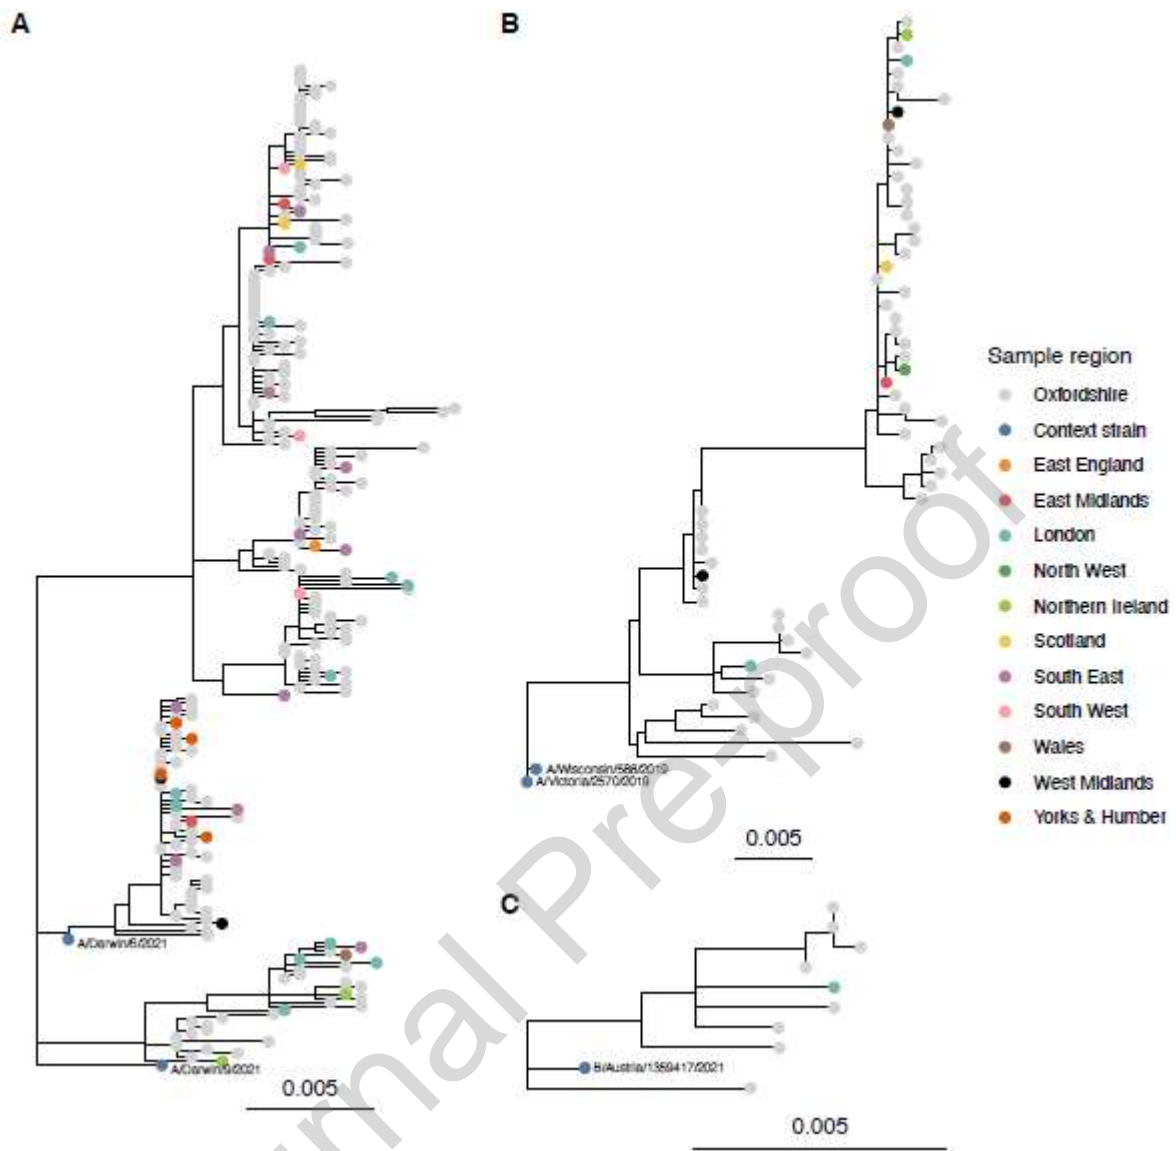 A
B
Sample region
Oxfordshire
Context strain
East England
East Midlands
London
North West
Northern Ireland
Scotland
South East
South West
Wales
West Midlands
Yorks & Humber
A/Wisconsin/588/2019
A/Victoria/2570/2019
0.005
C
A/Darwin/6/2021
A/Darwin/9/2021
0.005
B/Austria/1359417/2021
0.005
rnal Pre-proof